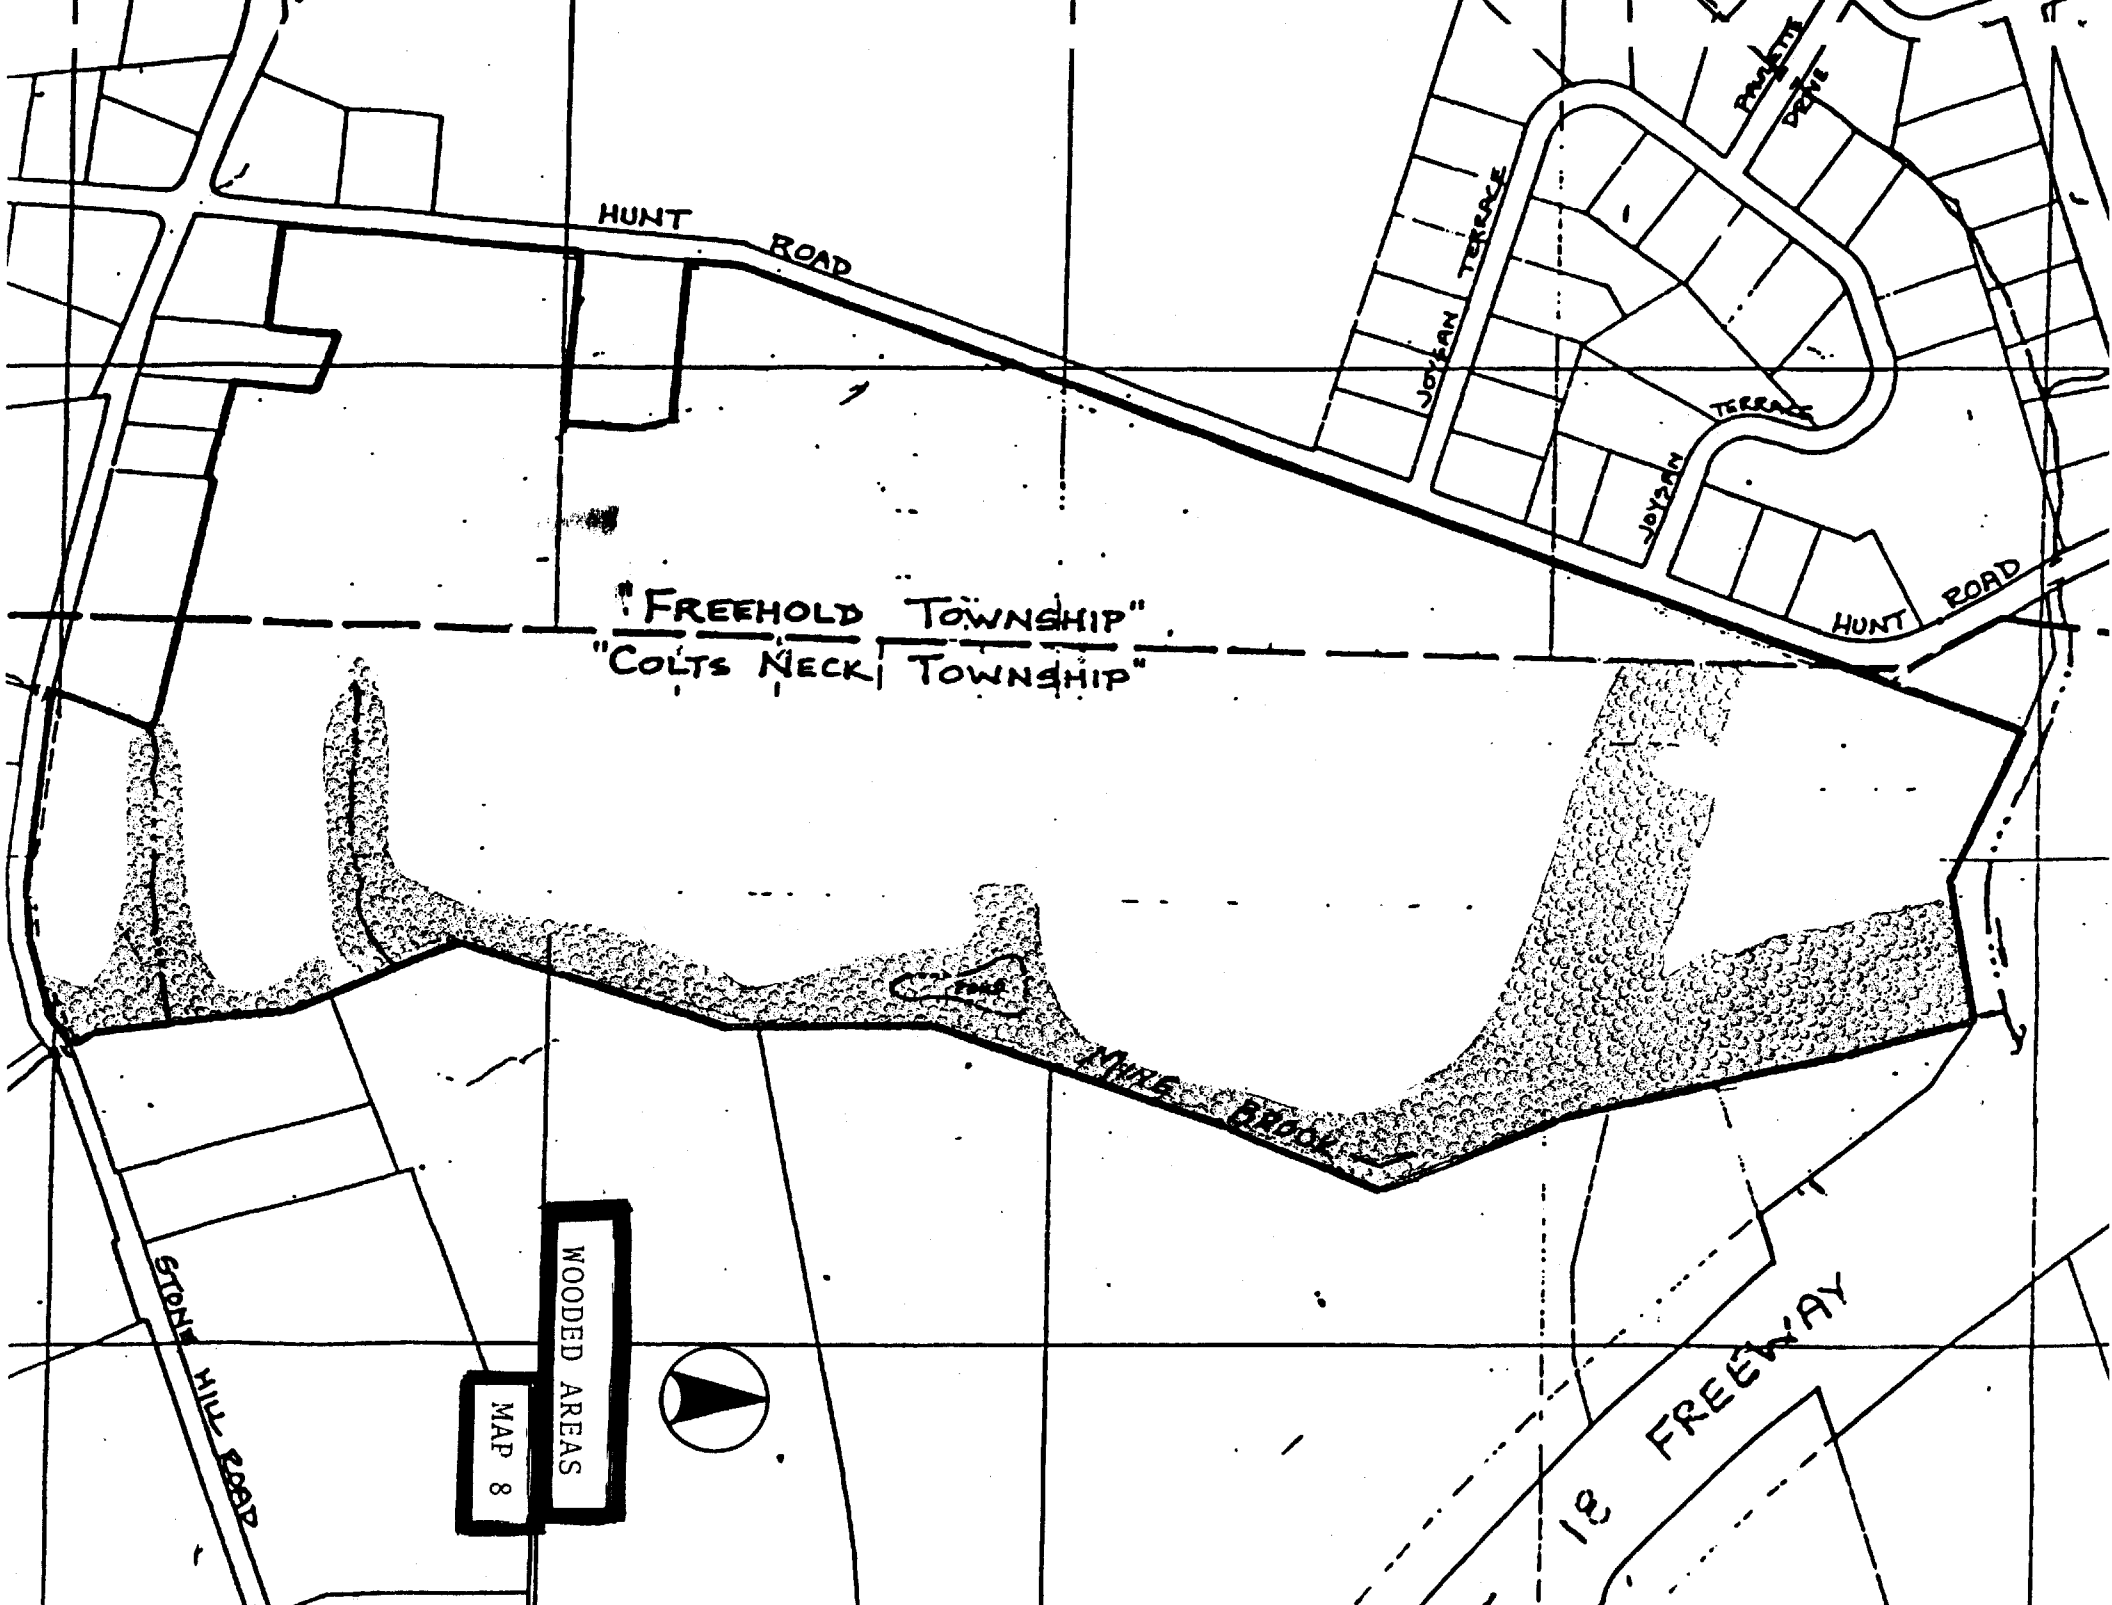 PAULETTE
DRIVE
HUNT
ROAD
JOYSAN TERRACE
TERRACE
JOYSAN
HUNT ROAD
"FREEHOLD TOWNSHIP"
"COLTS NECK TOWNSHIP"
POND
MINE BROOK
STONE HILL ROAD
WOODED AREAS
MAP 8
18 FREEWAY